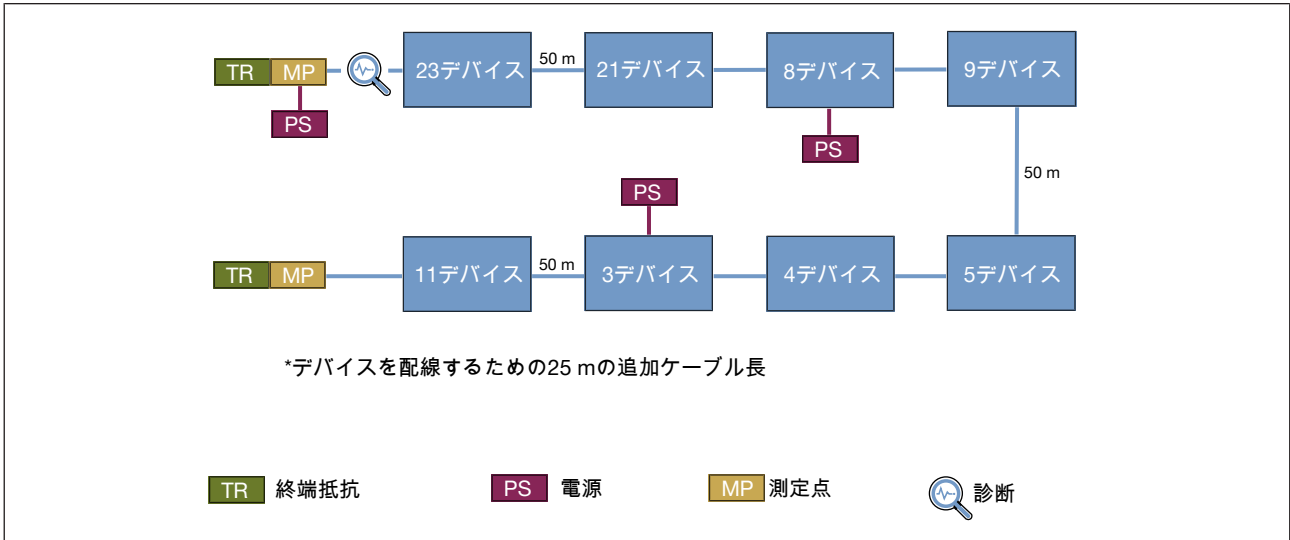 TR MP 23デバイス 50 m 21デバイス 8デバイス 9デバイス
PS
PS
50 m
PS
TR MP 11デバイス 50 m 3デバイス 4デバイス 5デバイス
*デバイスを配線するための25 mの追加ケーブル長
TR 終端抵抗 PS 電源 MP 測定点 診断